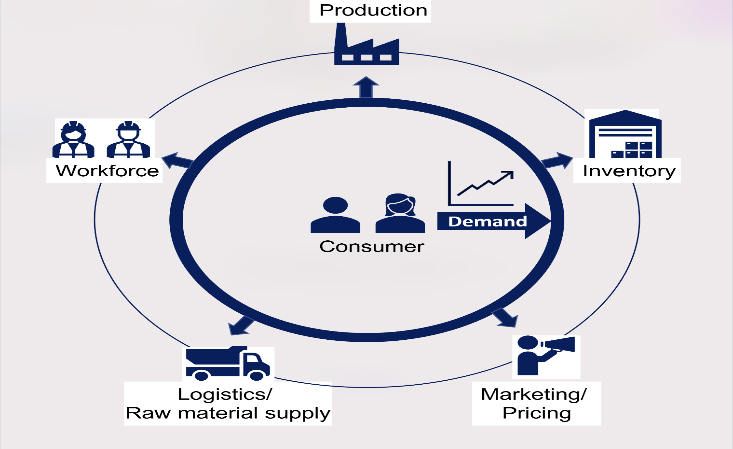 Production
Workforce
Inventory
Demand
Consumer
Logistics/
Raw material supply
Marketing/
Pricing